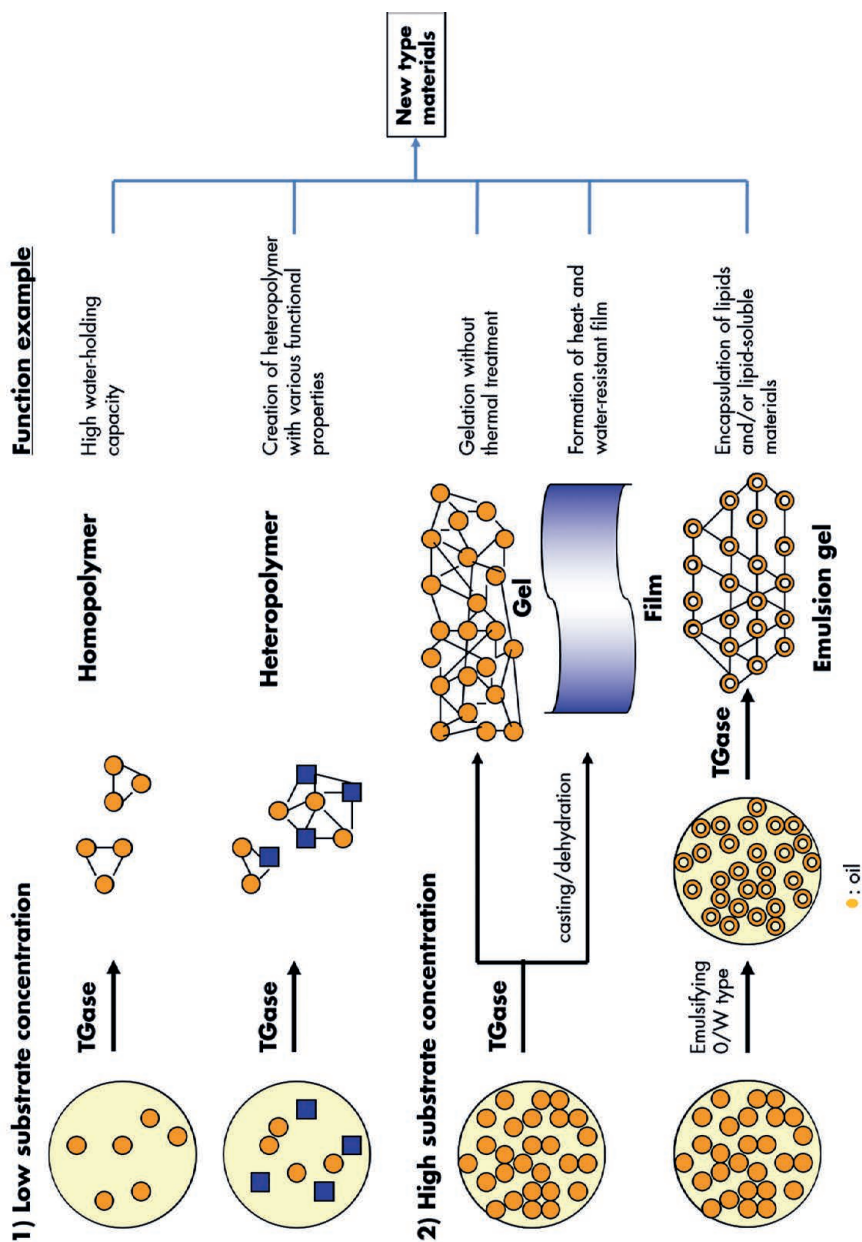 1) Low substrate concentration
Function example
TGase
Homopolymer
High water-holding
capacity
TGase
Heteropolymer
Creation of heteropolymer
with various functional
properties
New type
materials
2) High substrate concentration
TGase
Gel
Gelation without
thermal treatment
casting/dehydration
Film
Formation of heat- and
water-resistant film
Emulsifying
O/W type
TGase
Emulsion gel
Encapsulation of lipids
and/or lipid-soluble
materials
: oil